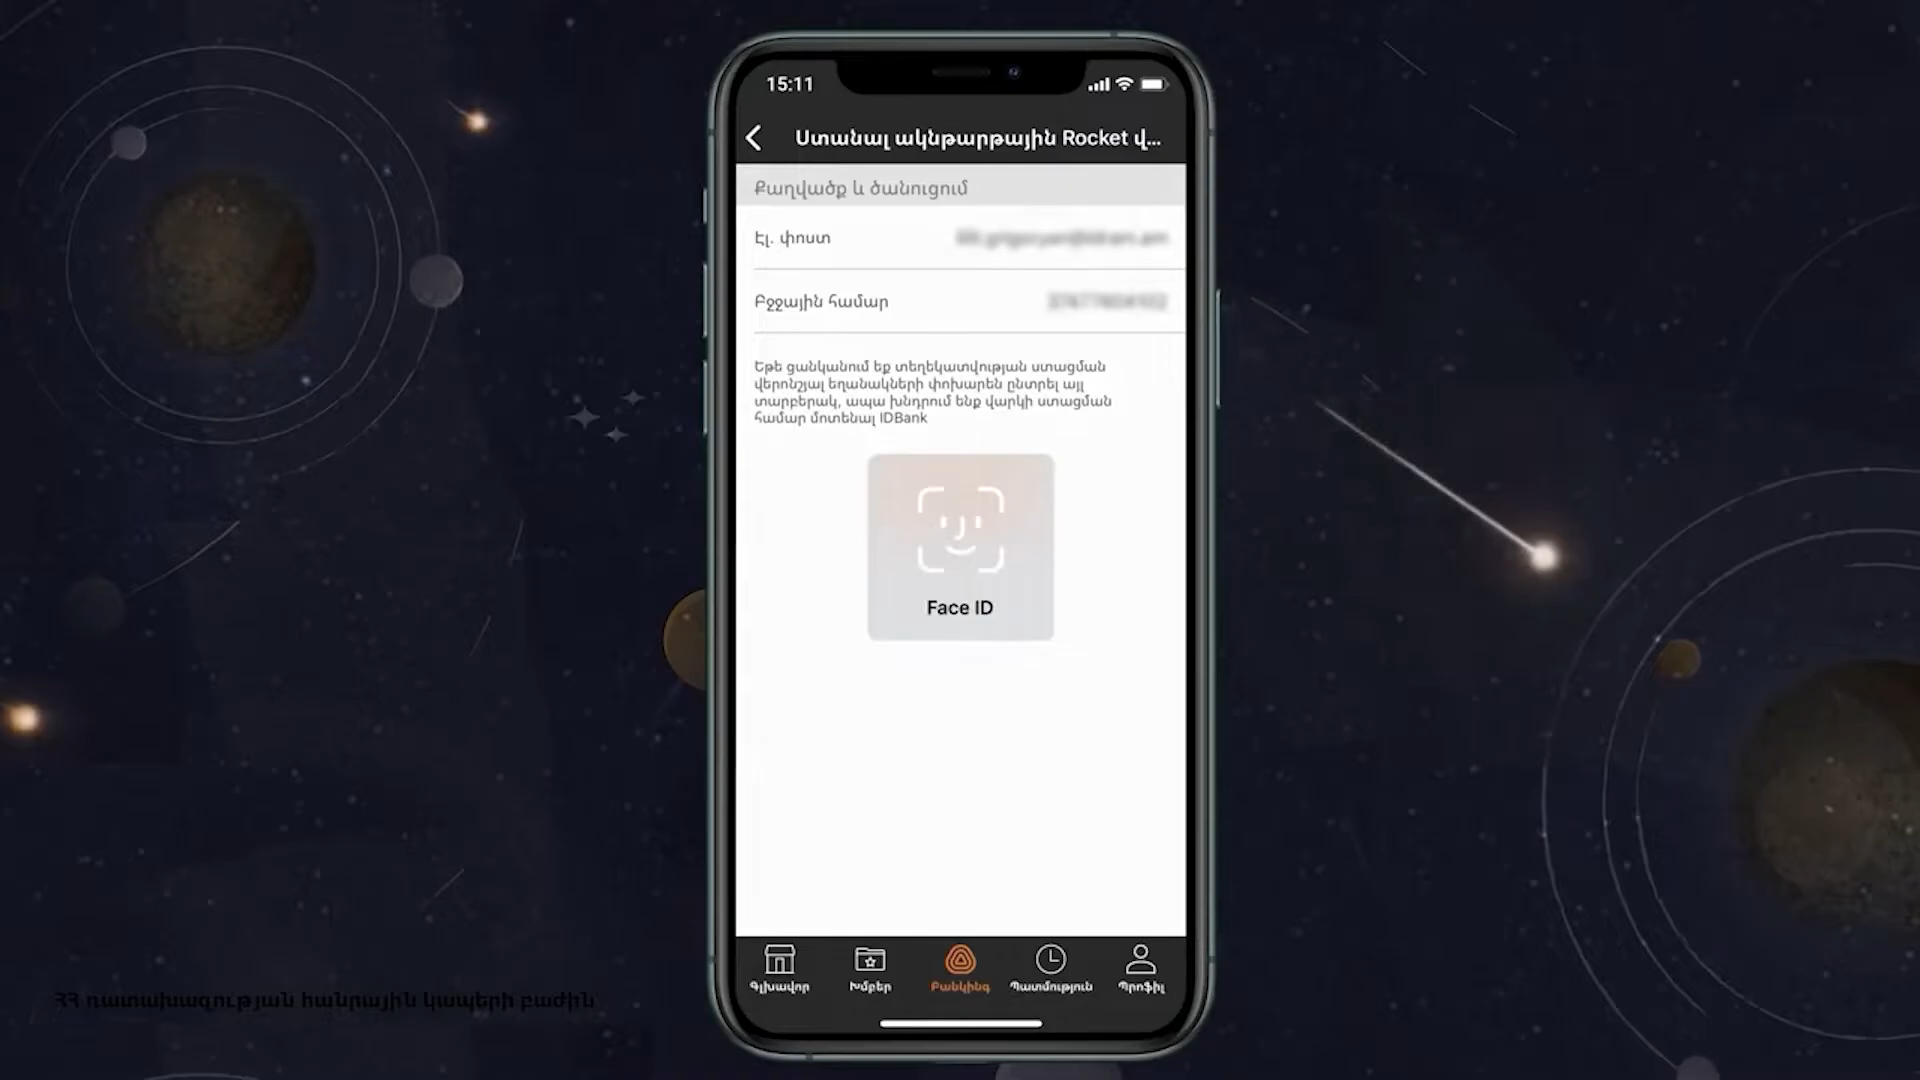 15:11
Ստանալ ակնթարթային Rocket վ...
Քաղվածք և ծանուցում
Էլ. փոստ
Բջջային համար
Եթե ցանկանում եք տեղեկատվության ստացման
վերոնշյալ եղանակների փոխարեն ընտրել այլ
տարբերակ, ապա խնդրում ենք վարկի ստացման
համար մոտենալ IDBank
Face ID
Գլխավոր
Խմբեր
Բանկինգ
Պատմություն
Պրոֆիլ
ՀՀ դատախազության հանրային կապերի բաժին